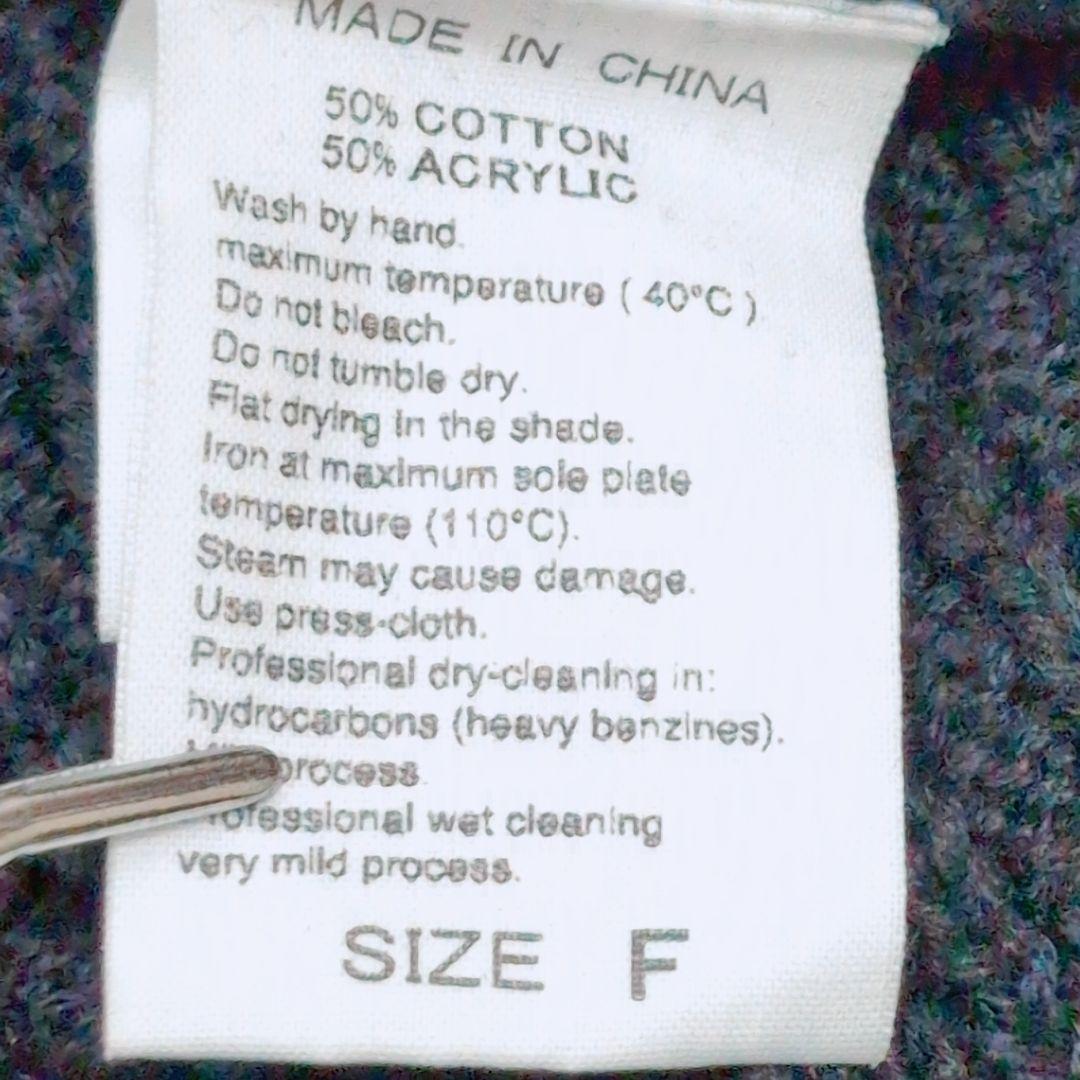 MADE IN CHINA
50% COTTON
50% ACRYLIC
Wash by hand.
maximum temperature ( 40°C )
Do not bleach.
Do not tumble dry.
Flat drying in the shade.
Iron at maximum sole plate
temperature (110°C).
Steam may cause damage.
Use press-cloth.
Professional dry-cleaning in:
hydrocarbons (heavy benzines).
process.
Professional wet cleaning
very mild process.
SIZE F